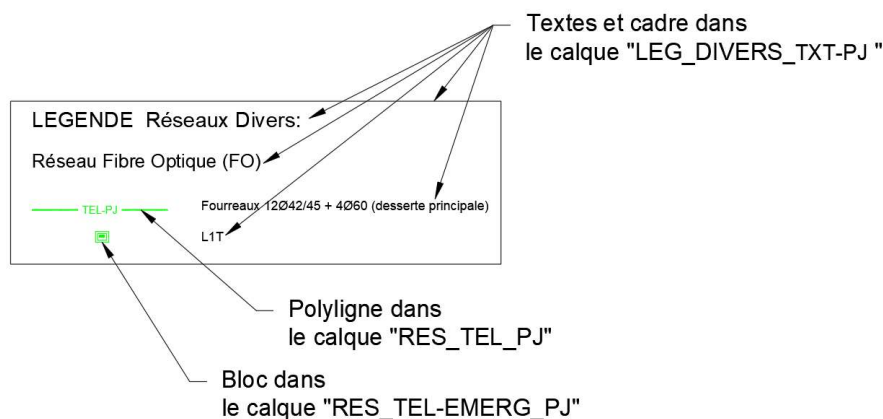 Textes et cadre dans
le calque "LEG_DIVERS_TXT-PJ "
LEGENDE  Réseaux Divers:
Réseau Fibre Optique (FO)
TEL-PJ
Fourreaux 12Ø42/45 + 4Ø60 (desserte principale)
L1T
Polyligne dans
le calque "RES_TEL_PJ"
Bloc dans
le calque "RES_TEL-EMERG_PJ"